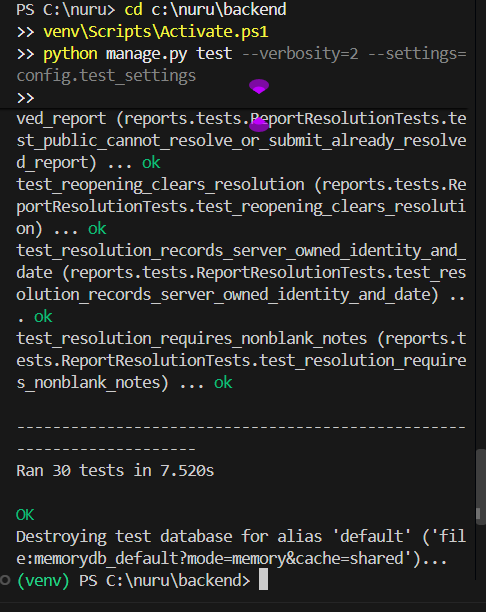 PS C:\nuru> cd c:\nuru\backend
>> venv\Scripts\Activate.ps1
>> python manage.py test --verbosity=2 --settings=
config.test_settings
>>
ved_report (reports.tests.ReportResolutionTests.te
st_public_cannot_resolve_or_submit_already_resolve
d_report) ... ok
test_reopening_clears_resolution (reports.tests.Re
portResolutionTests.test_reopening_clears_resoluti
on) ... ok
test_resolution_records_server_owned_identity_and_
date (reports.tests.ReportResolutionTests.test_res
olution_records_server_owned_identity_and_date) ..
. ok
test_resolution_requires_nonblank_notes (reports.t
ests.ReportResolutionTests.test_resolution_require
s_nonblank_notes) ... ok
--------------------------------------------------
--------------------
Ran 30 tests in 7.520s
OK
Destroying test database for alias 'default' ('fil
e:memorydb_default?mode=memory&cache=shared')...
(venv) PS C:\nuru\backend>